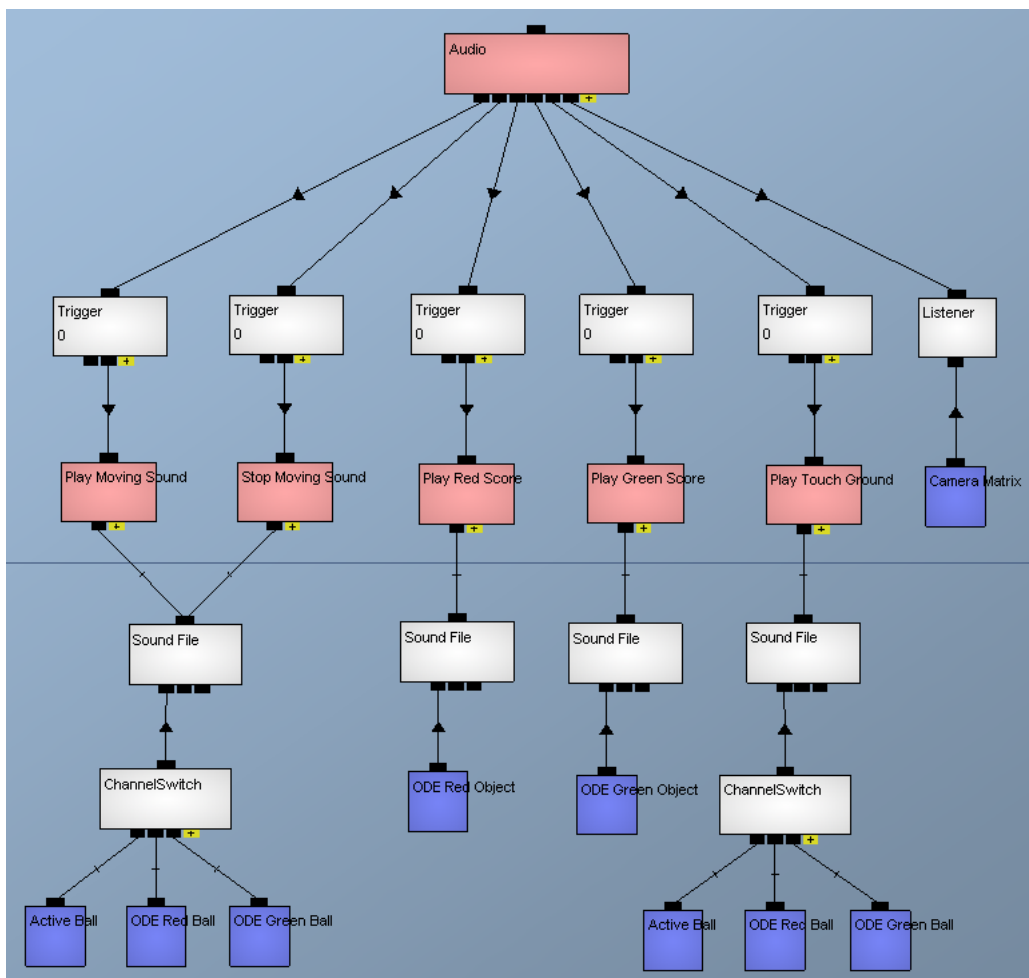 Audio
+
Trigger
0
+
Trigger
0
+
Trigger
0
+
Trigger
0
+
Trigger
0
+
Listener
Play Moving Sound
+
Stop Moving Sound
+
Play Red Score
+
Play Green Score
+
Play Touch Ground
+
Camera Matrix
Sound File
Sound File
Sound File
Sound File
ChannelSwitch
+
ODE Red Object
ODE Green Object
ChannelSwitch
+
Active Ball
ODE Red Ball
ODE Green Ball
Active Ball
ODE Red Ball
ODE Green Ball